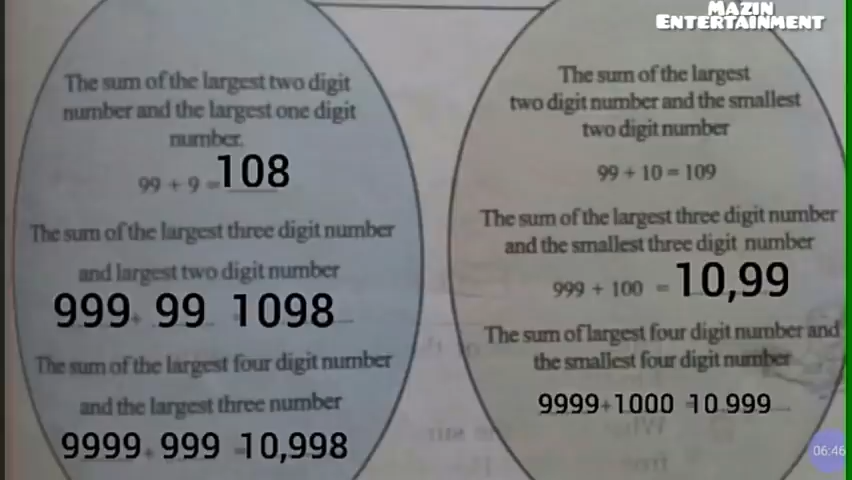 MAZIN
ENTERTAINMENT
The sum of the largest two digit
number and the largest one digit
number.
99 + 9 = 108
The sum of the largest three digit number
and largest two digit number
999 + 99 1098
The sum of the largest four digit number
and the largest three number
9999 + 999 = 10,998
The sum of the largest
two digit number and the smallest
two digit number
99 + 10 = 109
The sum of the largest three digit number
and the smallest three digit number
999 + 100 = 10,99
The sum of largest four digit number and
the smallest four digit number
9999+1000 10.999
06:46